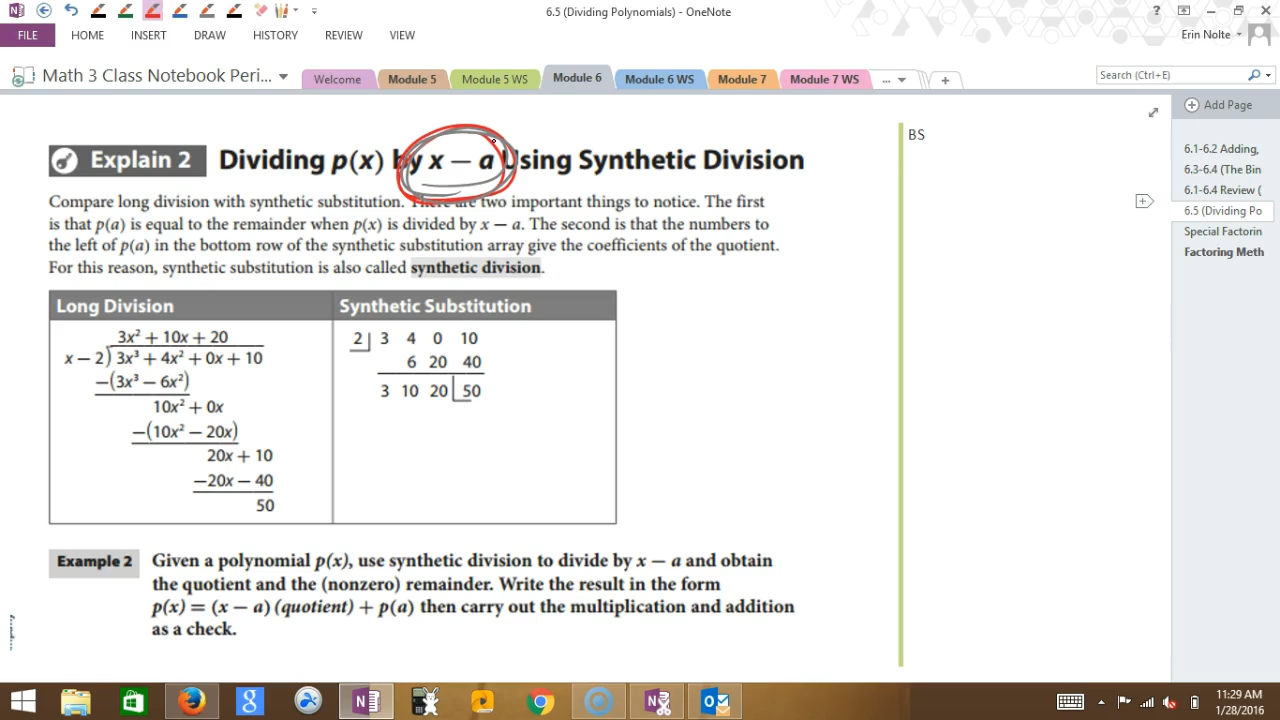 6.5 (Dividing Polynomials) - OneNote
?
FILE HOME INSERT DRAW HISTORY REVIEW VIEW
Erin Nolte
Math 3 Class Notebook Peri...
Welcome Module 5 Module 5 WS Module 6 Module 6 WS Module 7 Module 7 WS ...
Search (Ctrl+E)
Add Page
6.1-6.2 Adding,
6.3-6.4 (The Bin
6.1-6.4 Review (
6.5 (Dividing Po
Special Factorin
Factoring Meth
BS
Explain 2 Dividing p(x) by x − a Using Synthetic Division
Compare long division with synthetic substitution. There are two important things to notice. The first
is that p(a) is equal to the remainder when p(x) is divided by x − a. The second is that the numbers to
the left of p(a) in the bottom row of the synthetic substitution array give the coefficients of the quotient.
For this reason, synthetic substitution is also called synthetic division.
Long Division
3x² + 10x + 20
x − 2)3x³ + 4x² + 0x + 10
−(3x³ − 6x²)
10x² + 0x
−(10x² − 20x)
20x + 10
−20x − 40
50
Synthetic Substitution
2 3 4 0 10
6 20 40
3 10 20 50
Example 2 Given a polynomial p(x), use synthetic division to divide by x − a and obtain
the quotient and the (nonzero) remainder. Write the result in the form
p(x) = (x − a)(quotient) + p(a) then carry out the multiplication and addition
as a check.
11:29 AM
1/28/2016